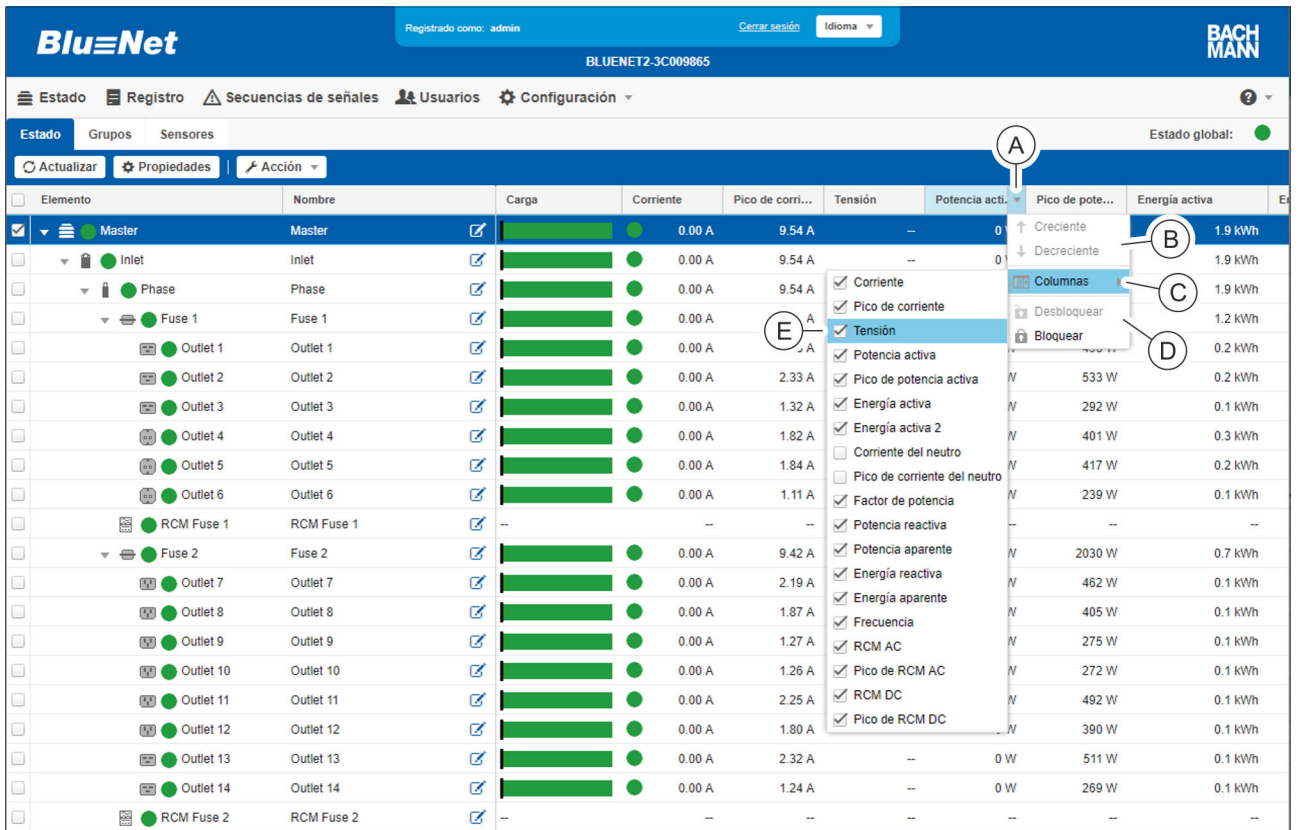 Registrado como: admin Cerrar sesión Idioma
Blu≡Net BACH MANN
BLUENET2-3C009865
Estado Registro Secuencias de señales Usuarios Configuración ?
Estado Grupos Sensores Estado global:
Actualizar Propiedades | Acción A
Elemento Nombre Carga Corriente Pico de corri... Tensión Potencia acti. Pico de pote... Energía activa
Master Master 0.00 A 9.54 A -- 0 Creciente B 1.9 kWh
Inlet Inlet 0.00 A 9.54 A -- 0 Decreciente 1.9 kWh
Phase Phase 0.00 A 9.54 A Corriente Columnas C 1.9 kWh
Pico de corriente Desbloquear
Fuse 1 Fuse 1 0.00 A A E Tensión Bloquear D 1.2 kWh
Outlet 1 Outlet 1 0.00 A A Potencia activa 0.2 kWh
Outlet 2 Outlet 2 0.00 A 2.33 A Pico de potencia activa W 533 W 0.2 kWh
Outlet 3 Outlet 3 0.00 A 1.32 A Energía activa W 292 W 0.1 kWh
Outlet 4 Outlet 4 0.00 A 1.82 A Energía activa 2 W 401 W 0.3 kWh
Corriente del neutro
Outlet 5 Outlet 5 0.00 A 1.84 A Pico de corriente del neutro W 417 W 0.2 kWh
Outlet 6 Outlet 6 0.00 A 1.11 A Factor de potencia W 239 W 0.1 kWh
RCM Fuse 1 RCM Fuse 1 -- -- -- Potencia reactiva -- -- --
Fuse 2 Fuse 2 0.00 A 9.42 A Potencia aparente W 2030 W 0.7 kWh
Outlet 7 Outlet 7 0.00 A 2.19 A Energía reactiva W 462 W 0.1 kWh
Outlet 8 Outlet 8 0.00 A 1.87 A Energía aparente W 405 W 0.1 kWh
Frecuencia
Outlet 9 Outlet 9 0.00 A 1.27 A RCM AC W 275 W 0.1 kWh
Outlet 10 Outlet 10 0.00 A 1.26 A Pico de RCM AC W 272 W 0.1 kWh
Outlet 11 Outlet 11 0.00 A 2.25 A RCM DC W 492 W 0.1 kWh
Outlet 12 Outlet 12 0.00 A 1.80 A Pico de RCM DC W 390 W 0.1 kWh
Outlet 13 Outlet 13 0.00 A 2.32 A -- 0 W 511 W 0.1 kWh
Outlet 14 Outlet 14 0.00 A 1.24 A -- 0 W 269 W 0.1 kWh
RCM Fuse 2 RCM Fuse 2 -- -- -- -- -- -- --